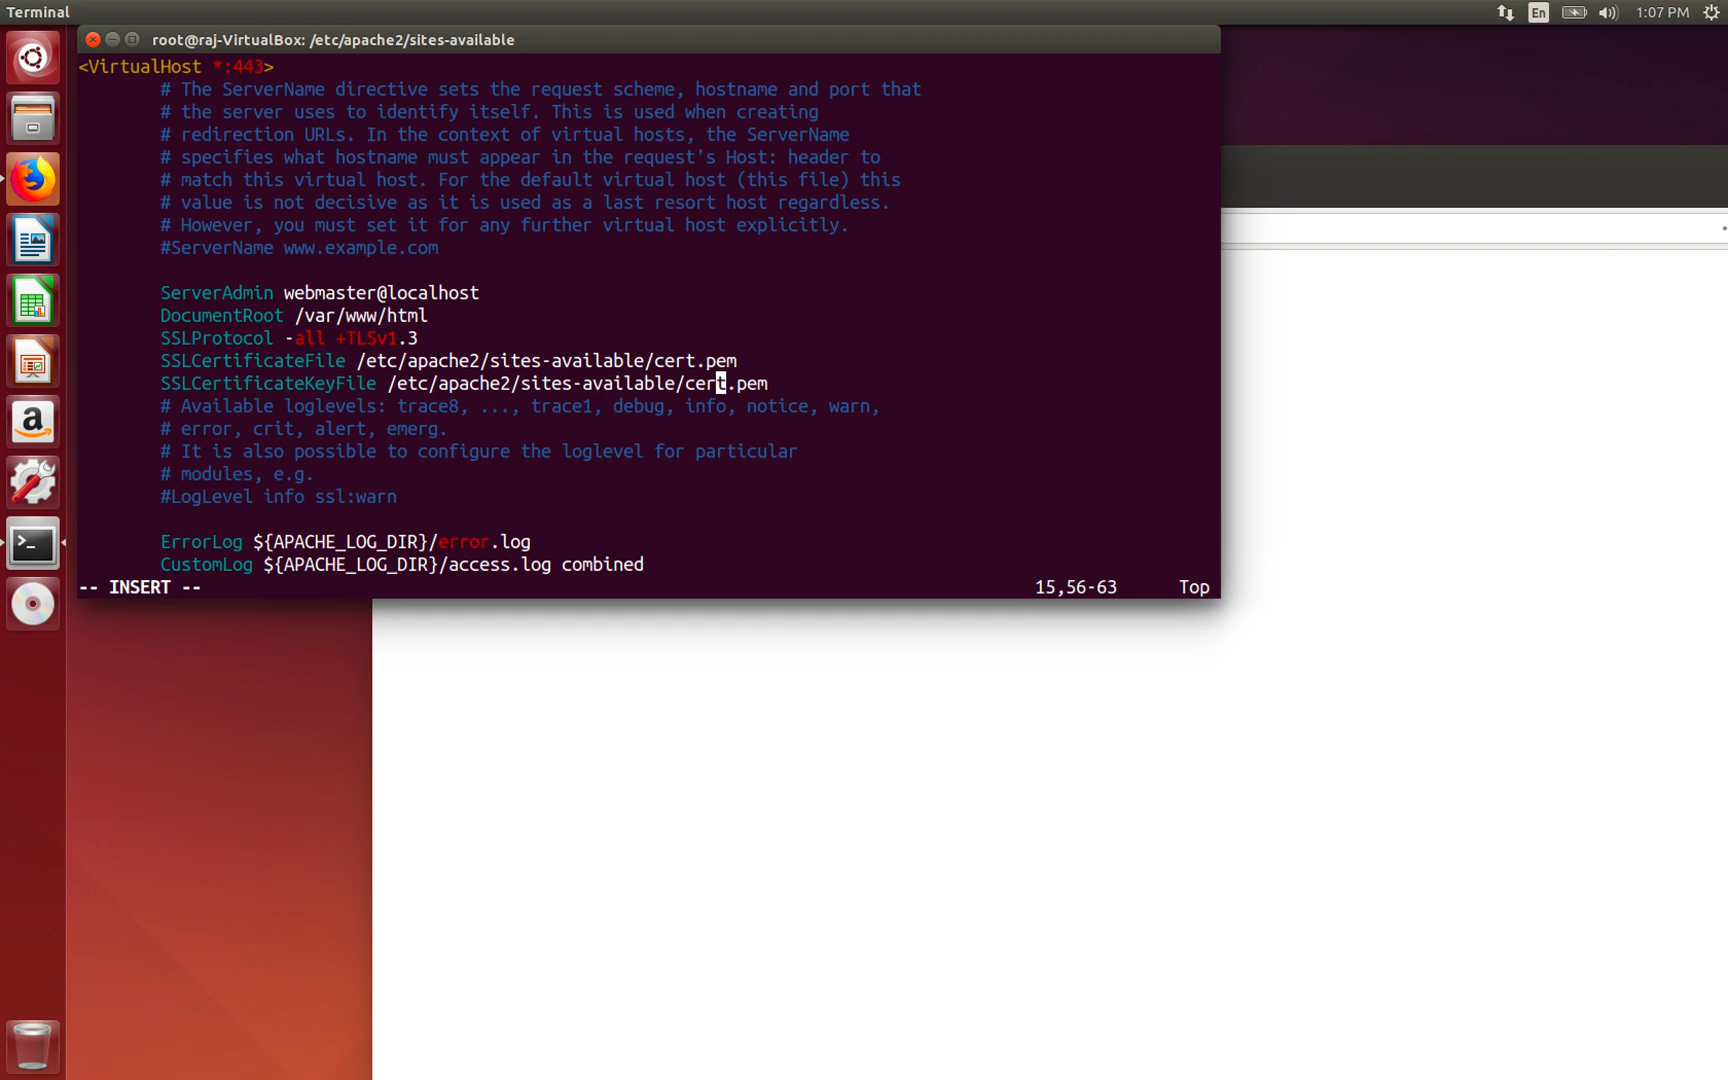 Terminal
En
1:07 PM
root@raj-VirtualBox: /etc/apache2/sites-available
<VirtualHost *:443>
# The ServerName directive sets the request scheme, hostname and port that
# the server uses to identify itself. This is used when creating
# redirection URLs. In the context of virtual hosts, the ServerName
# specifies what hostname must appear in the request's Host: header to
# match this virtual host. For the default virtual host (this file) this
# value is not decisive as it is used as a last resort host regardless.
# However, you must set it for any further virtual host explicitly.
#ServerName www.example.com
ServerAdmin webmaster@localhost
DocumentRoot /var/www/html
SSLProtocol -all +TLSv1.3
SSLCertificateFile /etc/apache2/sites-available/cert.pem
SSLCertificateKeyFile /etc/apache2/sites-available/cert.pem
# Available loglevels: trace8, ..., trace1, debug, info, notice, warn,
# error, crit, alert, emerg.
# It is also possible to configure the loglevel for particular
# modules, e.g.
#LogLevel info ssl:warn
ErrorLog ${APACHE_LOG_DIR}/error.log
CustomLog ${APACHE_LOG_DIR}/access.log combined
-- INSERT -- 15,56-63 Top